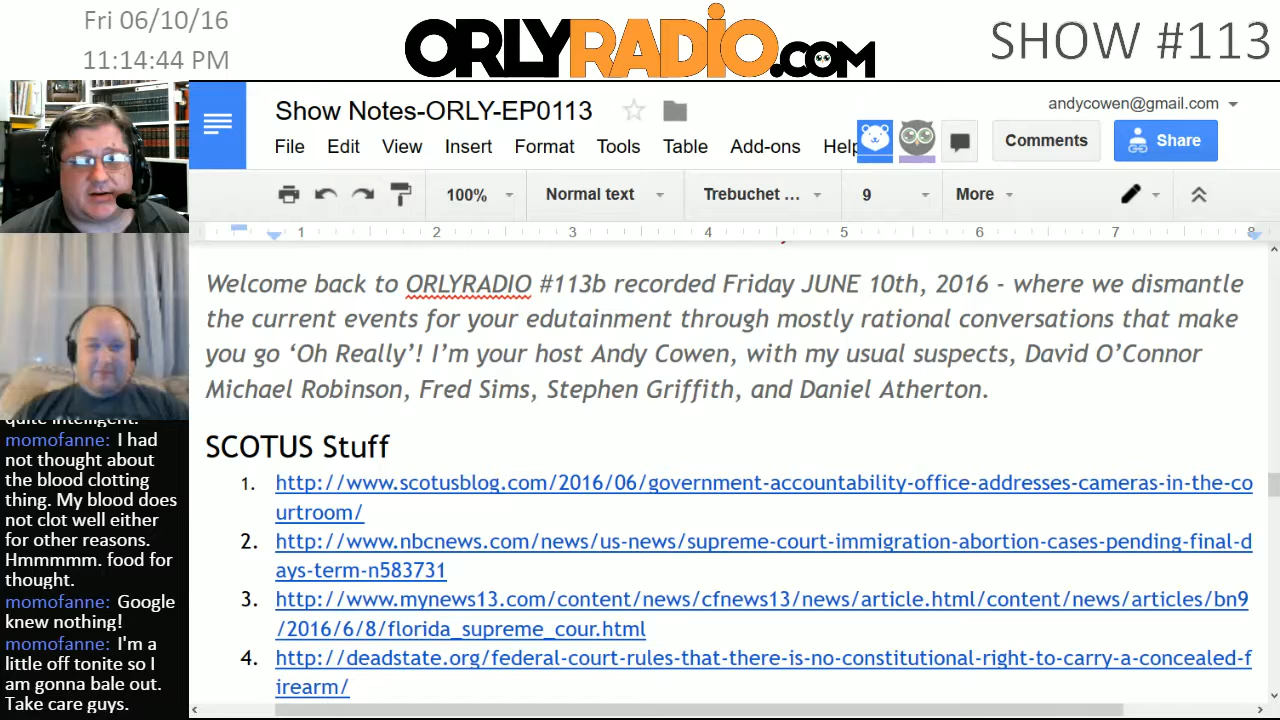 Fri 06/10/16
11:14:44 PM
ORLYRADIO.COM
SHOW #113
Show Notes-ORLY-EP0113
andycowen@gmail.com
File Edit View Insert Format Tools Table Add-ons Help
Comments
Share
100% Normal text Trebuchet ... 9 More
1 2 3 4 5 6 7 8
Welcome back to ORLYRADIO #113b recorded Friday JUNE 10th, 2016 - where we dismantle
the current events for your edutainment through mostly rational conversations that make
you go ‘Oh Really’! I’m your host Andy Cowen, with my usual suspects, David O’Connor
Michael Robinson, Fred Sims, Stephen Griffith, and Daniel Atherton.
SCOTUS Stuff
1. http://www.scotusblog.com/2016/06/government-accountability-office-addresses-cameras-in-the-co
urtroom/
2. http://www.nbcnews.com/news/us-news/supreme-court-immigration-abortion-cases-pending-final-d
ays-term-n583731
3. http://www.mynews13.com/content/news/cfnews13/news/article.html/content/news/articles/bn9
/2016/6/8/florida_supreme_cour.html
4. http://deadstate.org/federal-court-rules-that-there-is-no-constitutional-right-to-carry-a-concealed-f
irearm/
quite intelligent.
momofanne: I had
not thought about
the blood clotting
thing. My blood does
not clot well either
for other reasons.
Hmmmmm. food for
thought.
momofanne: Google
knew nothing!
momofanne: I'm a
little off tonite so I
am gonna bale out.
Take care guys.